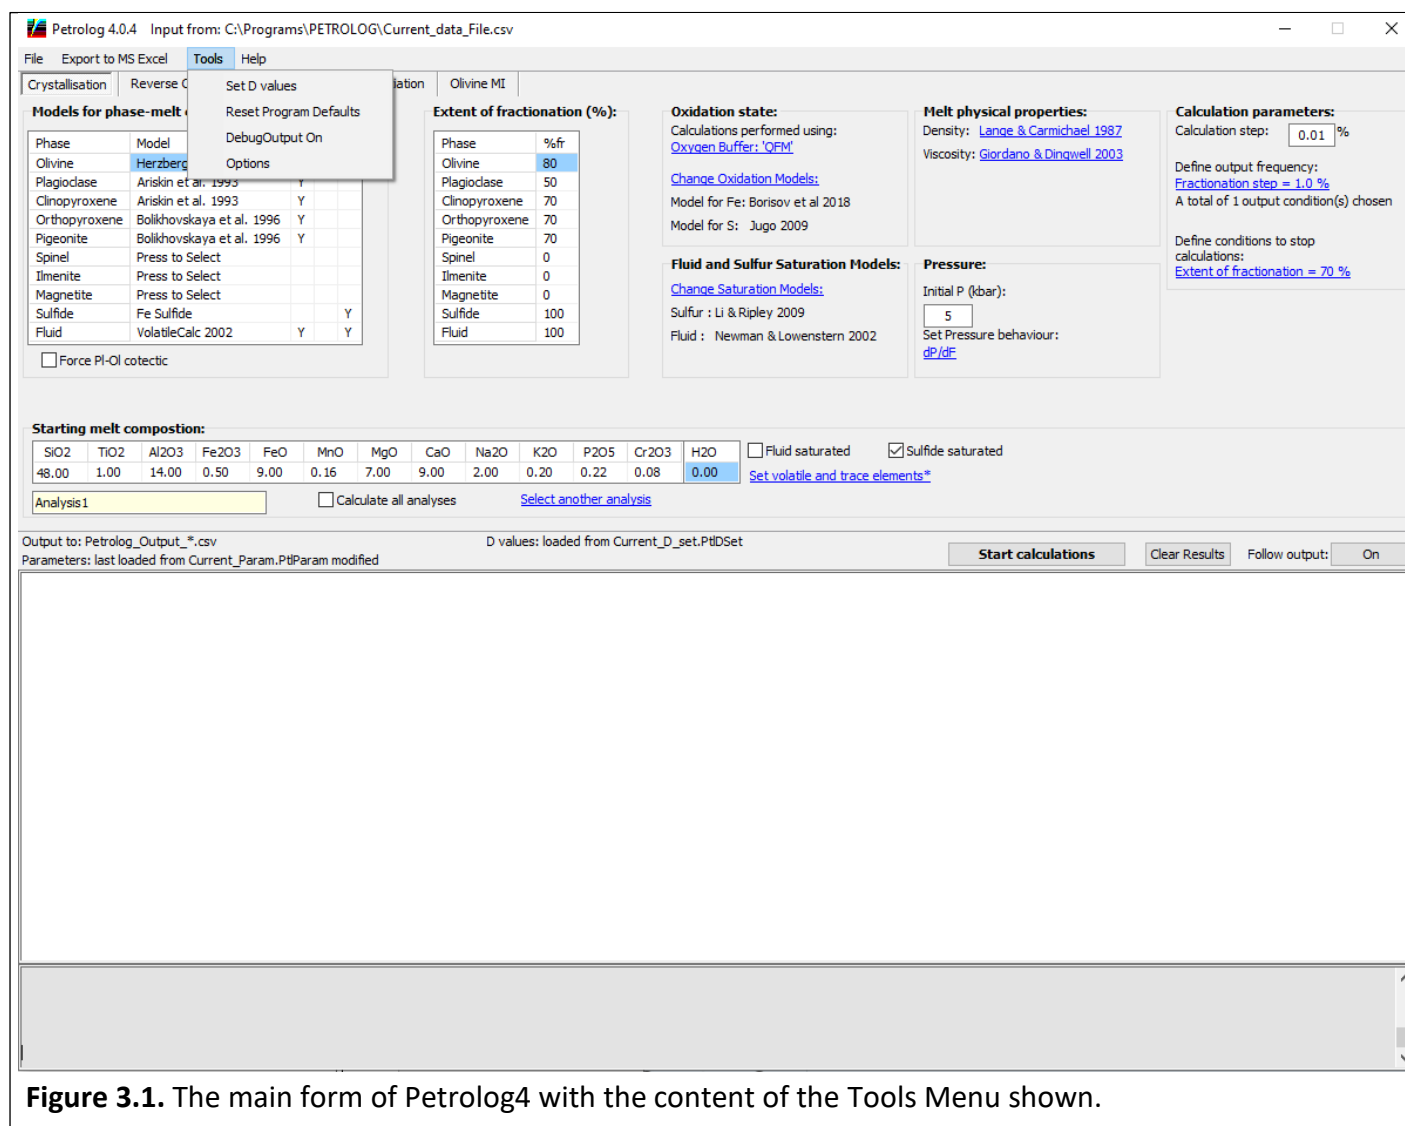 Petrolog 4.0.4 Input from: C:\Programs\PETROLOG\Current_data_File.csv
File Export to MS Excel Tools Help
Crystallisation Reverse C iation Olivine MI
Set D values
Reset Program Defaults
DebugOutput On
Options
Models for phase-melt
Phase Model
Olivine Herzberg
Plagioclase Ariskin et al. 1993 Y
Clinopyroxene Ariskin et al. 1993 Y
Orthopyroxene Bolikhovskaya et al. 1996 Y
Pigeonite Bolikhovskaya et al. 1996 Y
Spinel Press to Select
Ilmenite Press to Select
Magnetite Press to Select
Sulfide Fe Sulfide Y
Fluid VolatileCalc 2002 Y Y
Force Pl-Ol cotectic
Extent of fractionation (%):
Phase %fr
Olivine 80
Plagioclase 50
Clinopyroxene 70
Orthopyroxene 70
Pigeonite 70
Spinel 0
Ilmenite 0
Magnetite 0
Sulfide 100
Fluid 100
Oxidation state:
Calculations performed using:
Oxygen Buffer: 'QFM'
Change Oxidation Models:
Model for Fe: Borisov et al 2018
Model for S: Jugo 2009
Fluid and Sulfur Saturation Models:
Change Saturation Models:
Sulfur : Li & Ripley 2009
Fluid : Newman & Lowenstern 2002
Melt physical properties:
Density: Lange & Carmichael 1987
Viscosity: Giordano & Dingwell 2003
Pressure:
Initial P (kbar):
5
Set Pressure behaviour:
dP/dF
Calculation parameters:
Calculation step: 0.01 %
Define output frequency:
Fractionation step = 1.0 %
A total of 1 output condition(s) chosen
Define conditions to stop
calculations:
Extent of fractionation = 70 %
Starting melt compostion:
SiO2 TiO2 Al2O3 Fe2O3 FeO MnO MgO CaO Na2O K2O P2O5 Cr2O3 H2O
48.00 1.00 14.00 0.50 9.00 0.16 7.00 9.00 2.00 0.20 0.22 0.08 0.00
Fluid saturated Sulfide saturated
Set volatile and trace elements*
Analysis1 Calculate all analyses Select another analysis
Output to: Petrolog_Output_*.csv D values: loaded from Current_D_set.PtlDSet
Parameters: last loaded from Current_Param.PtlParam modified
Start calculations Clear Results Follow output: On
Figure 3.1. The main form of Petrolog4 with the content of the Tools Menu shown.